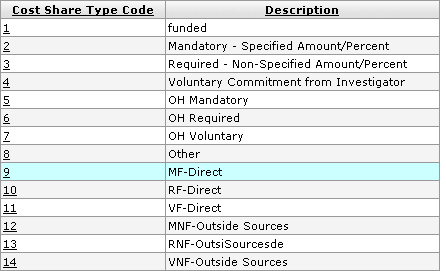 Cost Share Type Code Description
1 funded
2 Mandatory - Specified Amount/Percent
3 Required - Non-Specified Amount/Percent
4 Voluntary Commitment from Investigator
5 OH Mandatory
6 OH Required
7 OH Voluntary
8 Other
9 MF-Direct
10 RF-Direct
11 VF-Direct
12 MNF-Outside Sources
13 RNF-OutsiSourcesde
14 VNF-Outside Sources